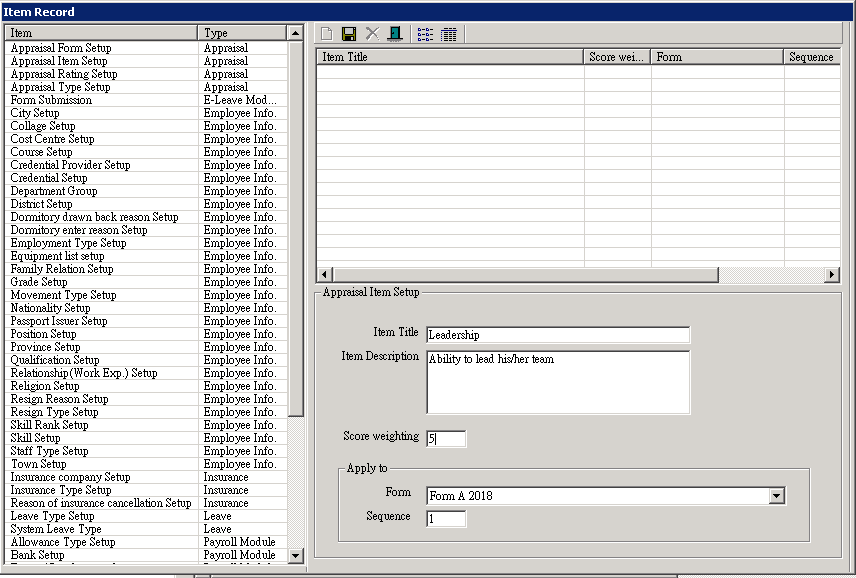 Item Record
Item Type
Appraisal Form Setup Appraisal
Appraisal Item Setup Appraisal
Appraisal Rating Setup Appraisal
Appraisal Type Setup Appraisal
Form Submission E-Leave Mod...
City Setup Employee Info.
Collage Setup Employee Info.
Cost Centre Setup Employee Info.
Course Setup Employee Info.
Credential Provider Setup Employee Info.
Credential Setup Employee Info.
Department Group Employee Info.
District Setup Employee Info.
Dormitory drawn back reason Setup Employee Info.
Dormitory enter reason Setup Employee Info.
Employment Type Setup Employee Info.
Equipment list setup Employee Info.
Family Relation Setup Employee Info.
Grade Setup Employee Info.
Movement Type Setup Employee Info.
Nationality Setup Employee Info.
Passport Issuer Setup Employee Info.
Position Setup Employee Info.
Province Setup Employee Info.
Qualification Setup Employee Info.
Relationship(Work Exp.) Setup Employee Info.
Religion Setup Employee Info.
Resign Reason Setup Employee Info.
Resign Type Setup Employee Info.
Skill Rank Setup Employee Info.
Skill Setup Employee Info.
Staff Type Setup Employee Info.
Town Setup Employee Info.
Insurance company Setup Insurance
Insurance Type Setup Insurance
Reason of insurance cancellation Setup Insurance
Leave Type Setup Leave
System Leave Type Leave
Allowance Type Setup Payroll Module
Bank Setup Payroll Module
Item Title Score wei... Form Sequence
Appraisal Item Setup
Item Title Leadership
Item Description Ability to lead his/her team
Score weighting 5
Apply to
Form Form A 2018
Sequence 1